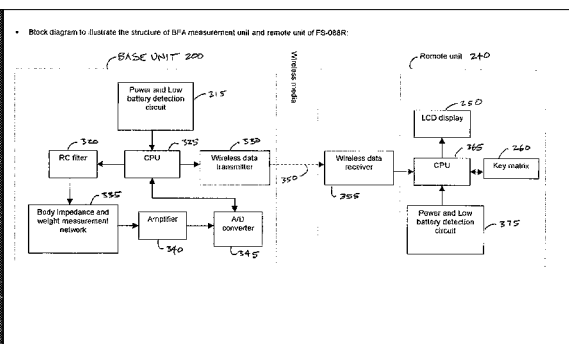 • Block diagram to illustrate the structure of BFA measurement unit and remote unit of FS-088R:
BASE UNIT 200
Wireless media
Remote unit 240
Power and Low
battery detection
circuit
315
LCD display
250
320
RC filter
325
CPU
330
Wireless data
transmitter
350
Wireless data
receiver
355
365
CPU
260
Key matrix
335
Body impedance and
weight measurement
network
Amplifier
340
A/D
converter
345
Power and Low
battery detection
circuit
375